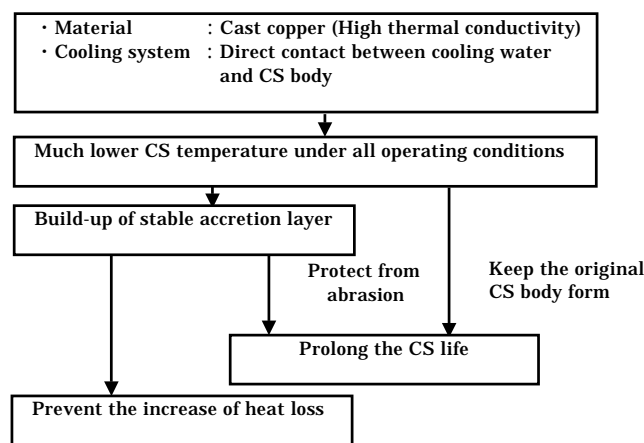 ・Material : Cast copper (High thermal conductivity)
・Cooling system : Direct contact between cooling water
and CS body
Much lower CS temperature under all operating conditions
Build-up of stable accretion layer
Protect from
abrasion
Keep the original
CS body form
Prolong the CS life
Prevent the increase of heat loss